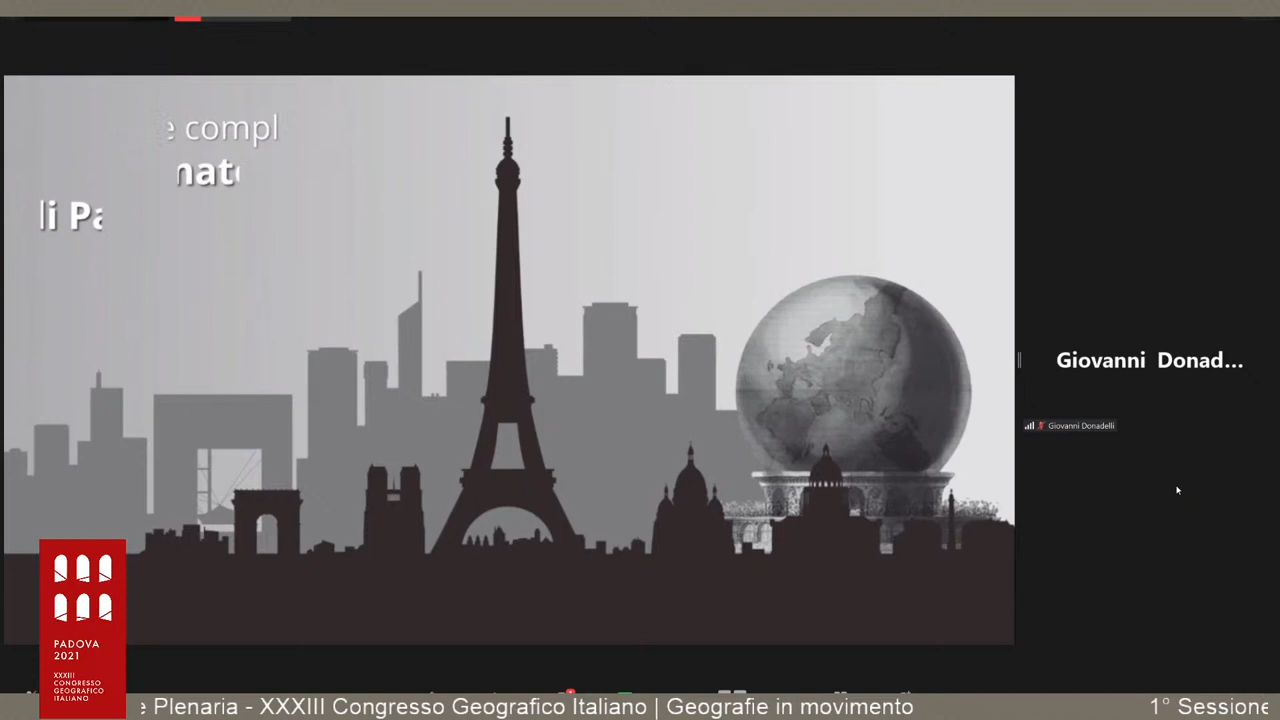 e compl
nat
li Pa
Giovanni Donad...
Giovanni Donadelli
PADOVA
2021
XXXIII
CONGRESSO
GEOGRAFICO
ITALIANO
e Plenaria - XXXIII Congresso Geografico Italiano | Geografie in movimento
1° Sessione